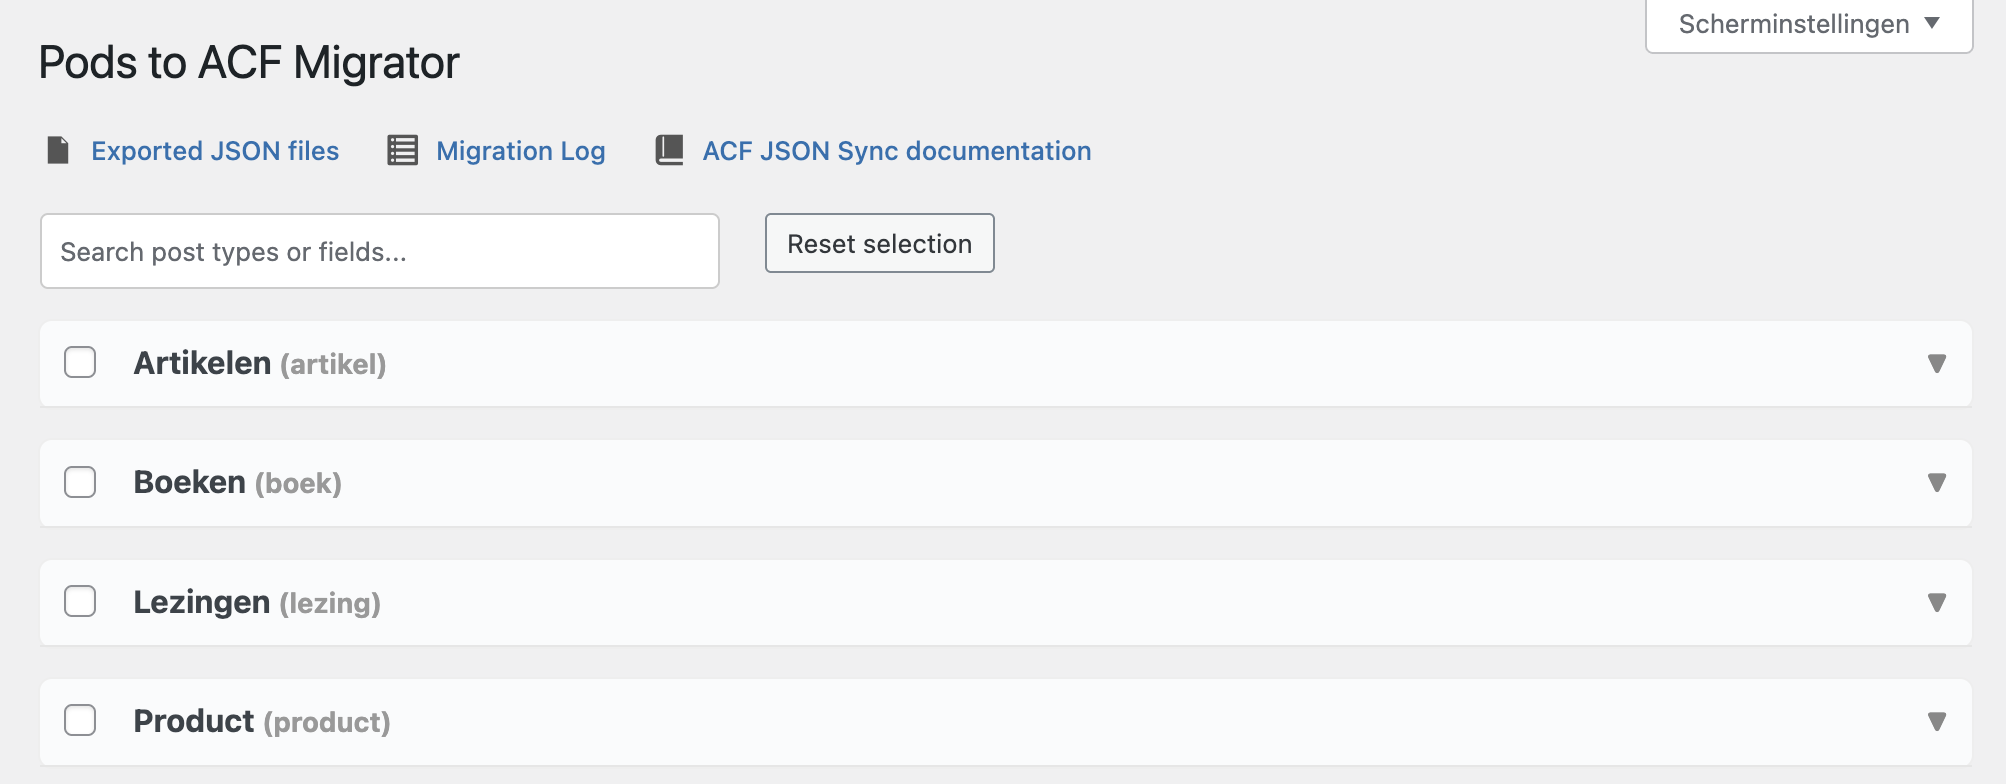 Scherminstellingen ▼
Pods to ACF Migrator
Exported JSON files Migration Log ACF JSON Sync documentation
Search post types or fields... Reset selection
Artikelen (artikel)
Boeken (boek)
Lezingen (lezing)
Product (product)